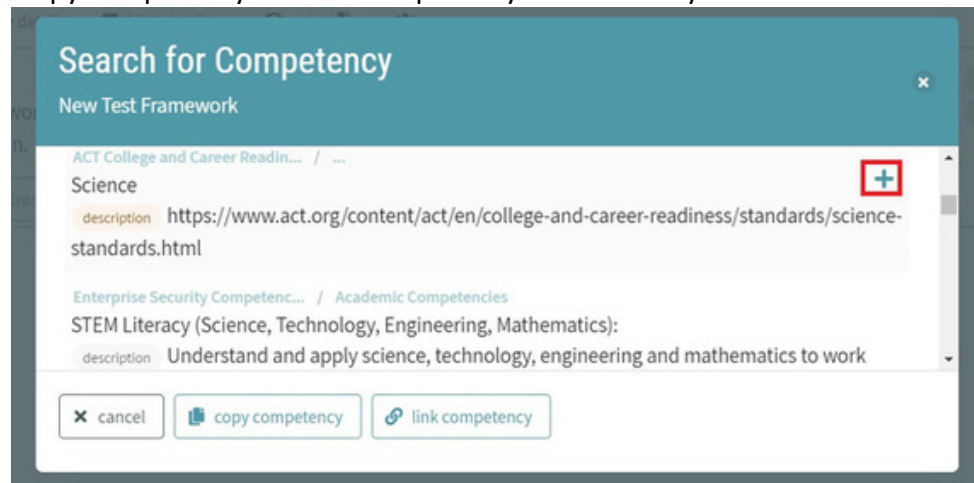 Search for Competency
New Test Framework
ACT College and Career Readin... / ...
Science
description https://www.act.org/content/act/en/college-and-career-readiness/standards/science-
standards.html
Enterprise Security Competenc... / Academic Competencies
STEM Literacy (Science, Technology, Engineering, Mathematics):
description Understand and apply science, technology, engineering and mathematics to work
cancel
copy competency
link competency